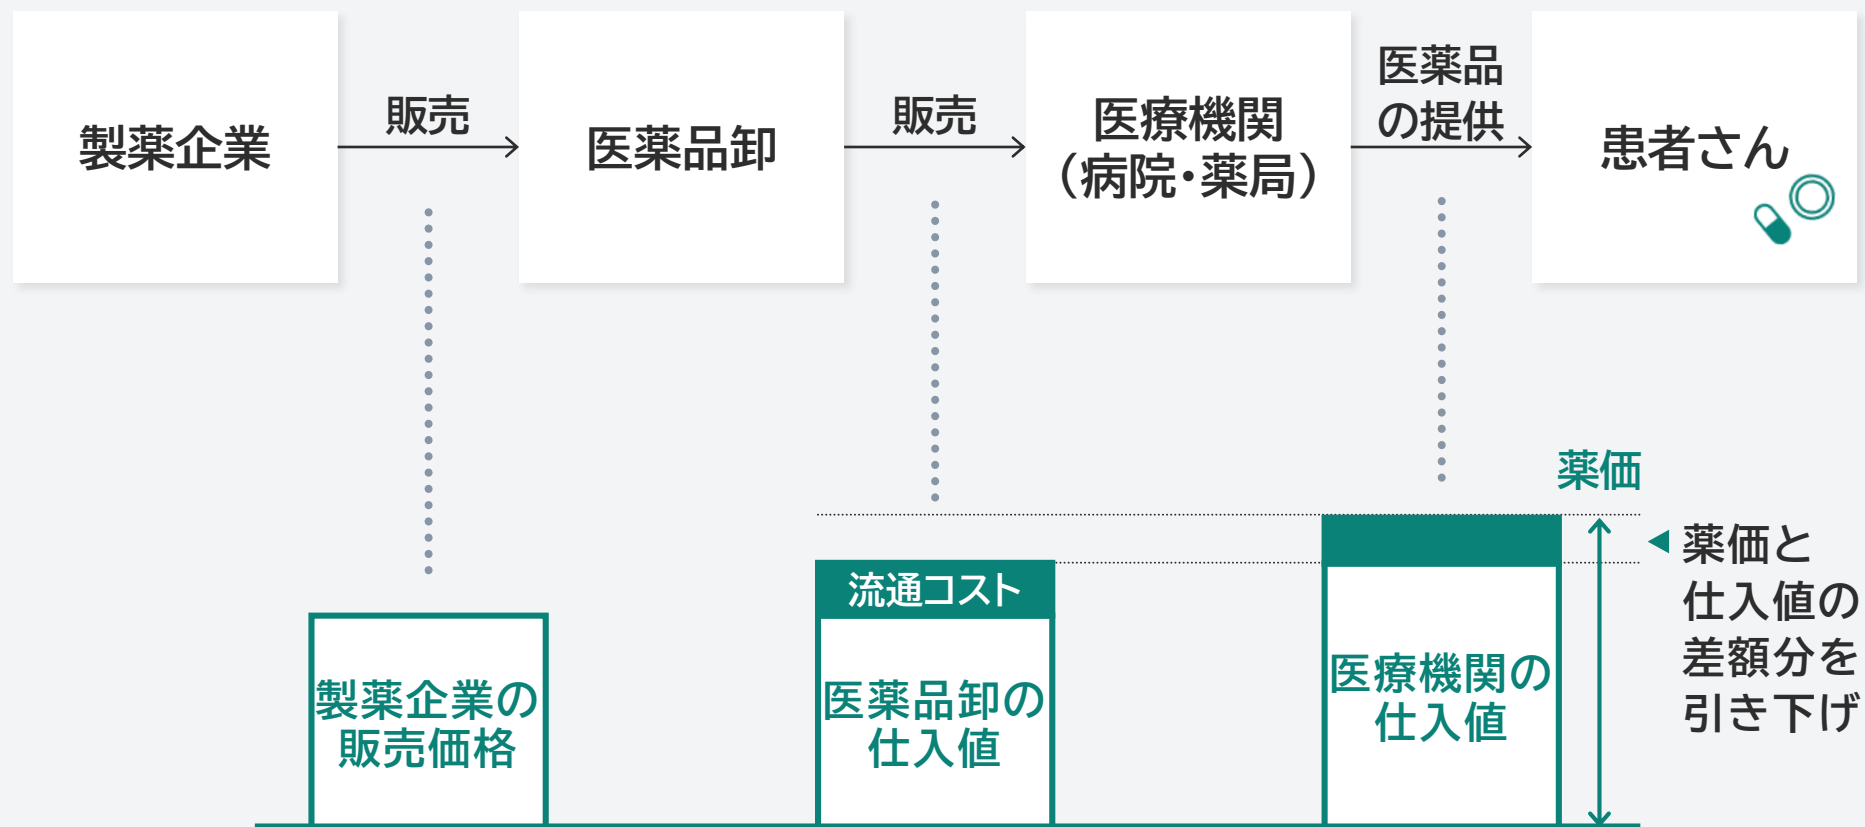 製薬企業
販売
医薬品卸
販売
医療機関
（病院・薬局）
医薬品
の提供
患者さん
製薬企業の
販売価格
流通コスト
医薬品卸の
仕入値
医療機関の
仕入値
薬価
薬価と
仕入値の
差額分を
引き下げ